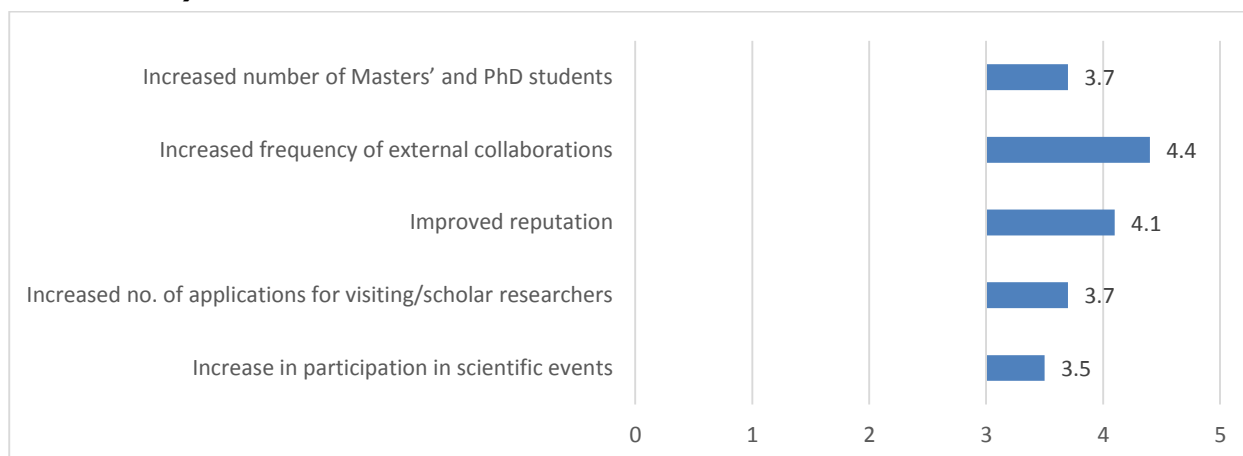 Increased number of Masters’ and PhD students
3.7
Increased frequency of external collaborations
4.4
Improved reputation
4.1
Increased no. of applications for visiting/scholar researchers
3.7
Increase in participation in scientific events
3.5
0 1 2 3 4 5